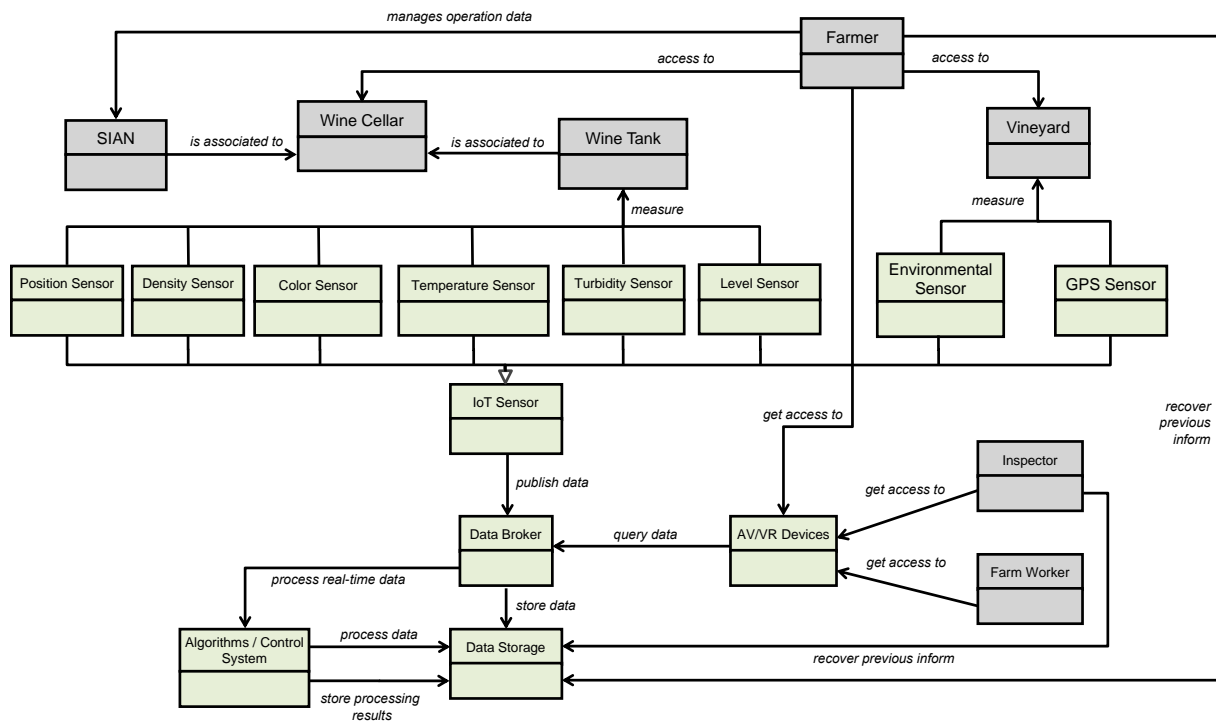 manages operation data
Farmer
access to
access to
SIAN
is associated to
Wine Cellar
is associated to
Wine Tank
Vineyard
measure
measure
Position Sensor
Density Sensor
Color Sensor
Temperature Sensor
Turbidity Sensor
Level Sensor
Environmental
Sensor
GPS Sensor
IoT Sensor
get access to
recover
previous
inform
Inspector
publish data
get access to
Data Broker
query data
AV/VR Devices
get access to
Farm Worker
process real-time data
store data
Algorithms / Control
System
process data
Data Storage
recover previous inform
store processing
results